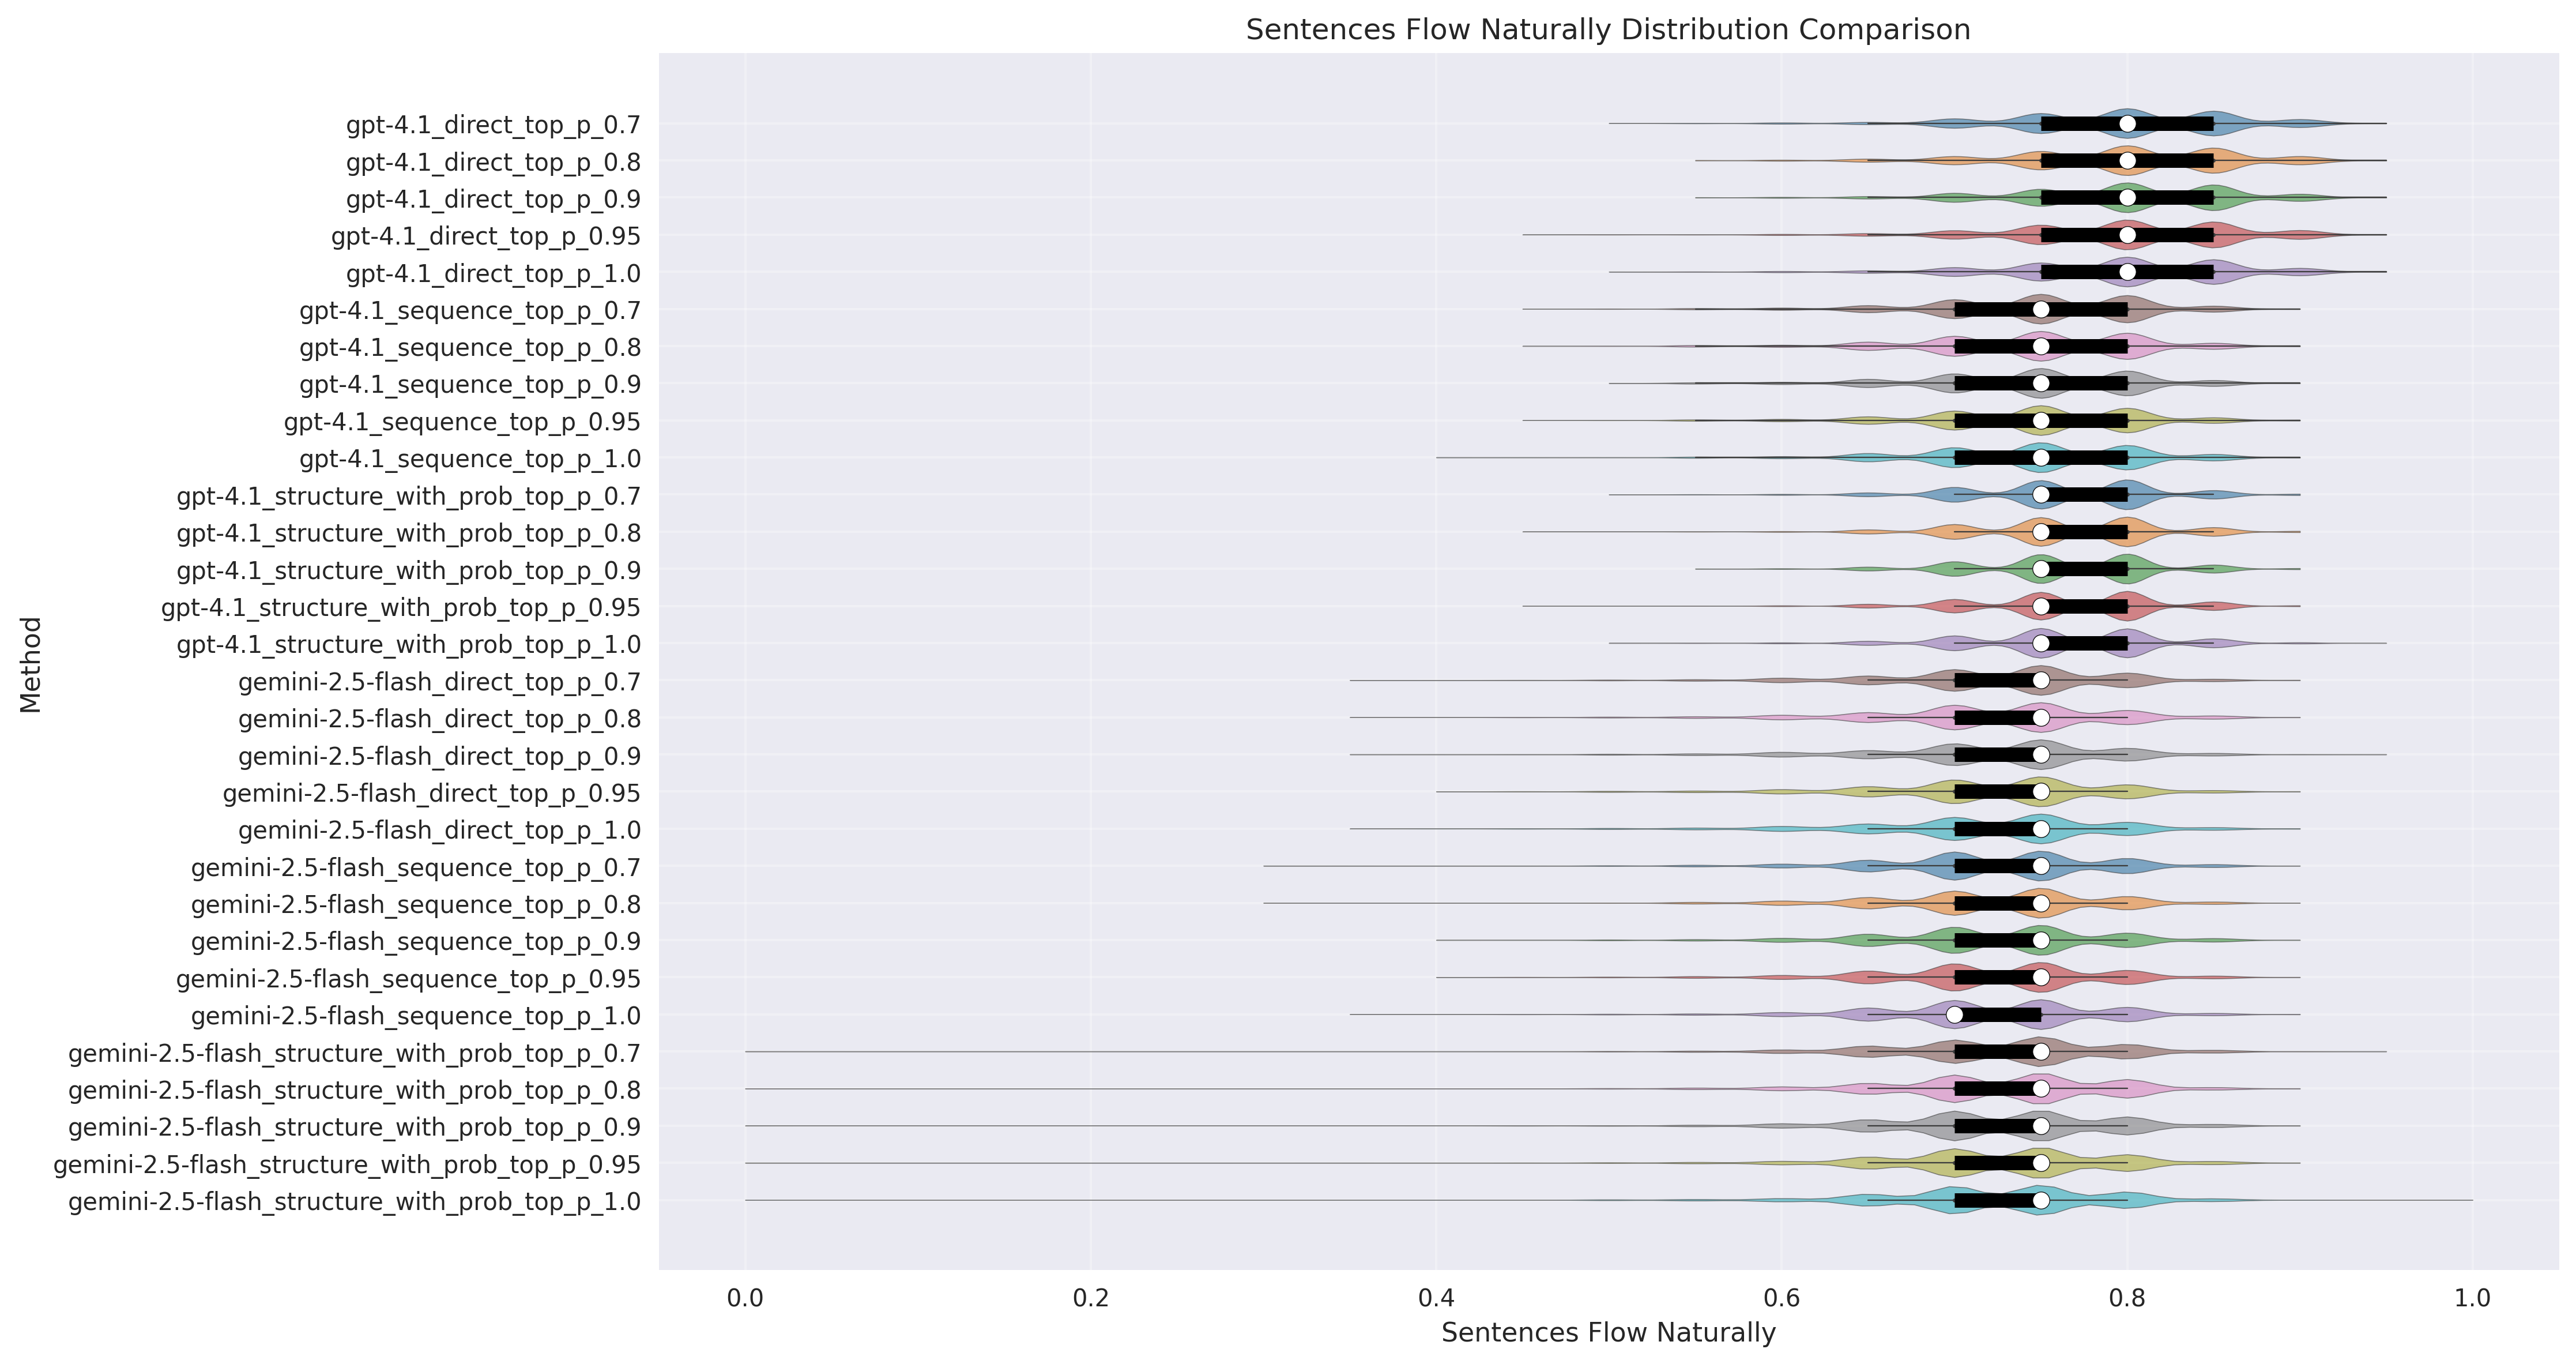 Sentences Flow Naturally Distribution Comparison
gpt-4.1_direct_top_p_0.7
gpt-4.1_direct_top_p_0.8
gpt-4.1_direct_top_p_0.9
gpt-4.1_direct_top_p_0.95
gpt-4.1_direct_top_p_1.0
gpt-4.1_sequence_top_p_0.7
gpt-4.1_sequence_top_p_0.8
gpt-4.1_sequence_top_p_0.9
gpt-4.1_sequence_top_p_0.95
gpt-4.1_sequence_top_p_1.0
gpt-4.1_structure_with_prob_top_p_0.7
gpt-4.1_structure_with_prob_top_p_0.8
gpt-4.1_structure_with_prob_top_p_0.9
gpt-4.1_structure_with_prob_top_p_0.95
gpt-4.1_structure_with_prob_top_p_1.0
gemini-2.5-flash_direct_top_p_0.7
gemini-2.5-flash_direct_top_p_0.8
gemini-2.5-flash_direct_top_p_0.9
gemini-2.5-flash_direct_top_p_0.95
gemini-2.5-flash_direct_top_p_1.0
gemini-2.5-flash_sequence_top_p_0.7
gemini-2.5-flash_sequence_top_p_0.8
gemini-2.5-flash_sequence_top_p_0.9
gemini-2.5-flash_sequence_top_p_0.95
gemini-2.5-flash_sequence_top_p_1.0
gemini-2.5-flash_structure_with_prob_top_p_0.7
gemini-2.5-flash_structure_with_prob_top_p_0.8
gemini-2.5-flash_structure_with_prob_top_p_0.9
gemini-2.5-flash_structure_with_prob_top_p_0.95
gemini-2.5-flash_structure_with_prob_top_p_1.0
Method
0.0 0.2 0.4 0.6 0.8 1.0
Sentences Flow Naturally